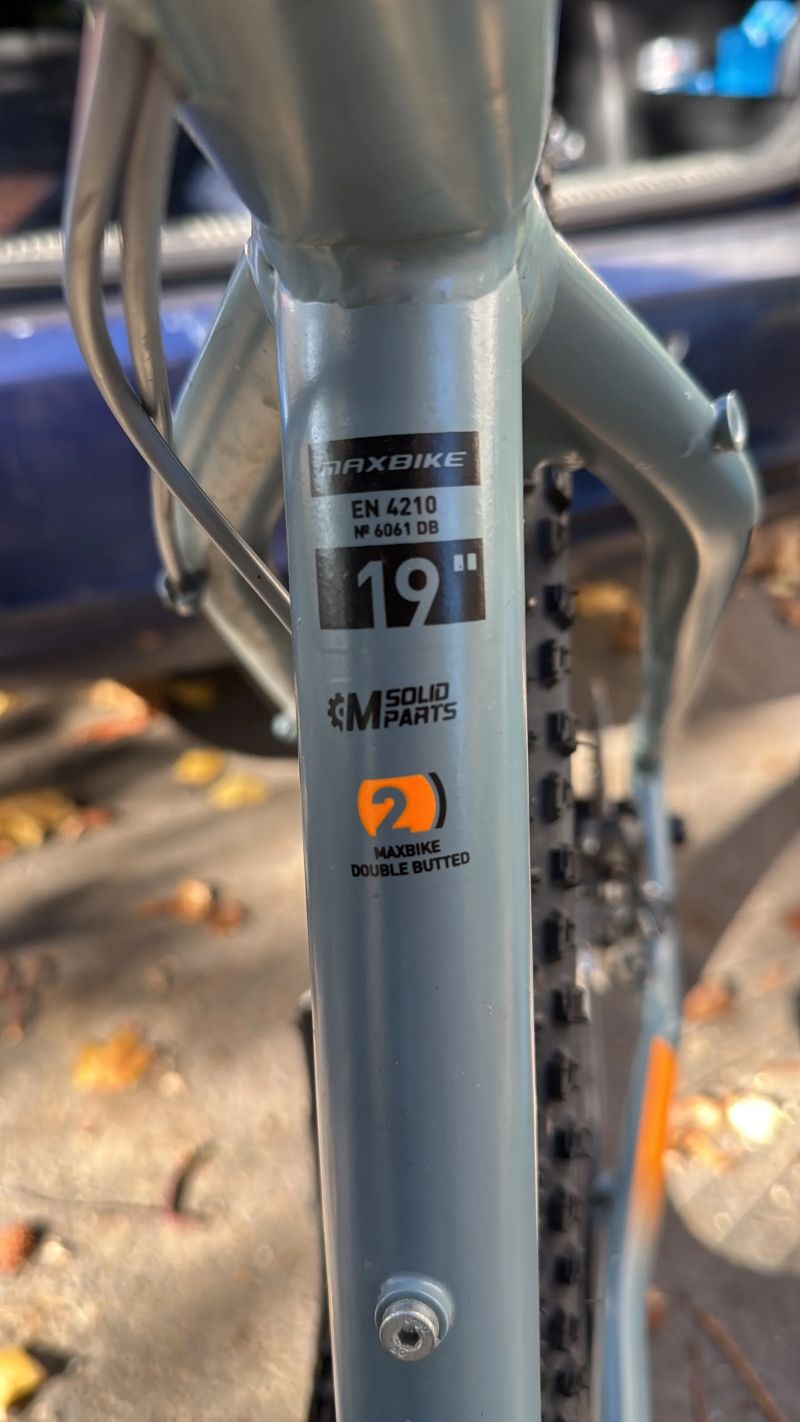 MAXBIKE
EN 4210
№ 6061 DB
19"
M SOLID
PARTS
2
MAXBIKE
DOUBLE BUTTED